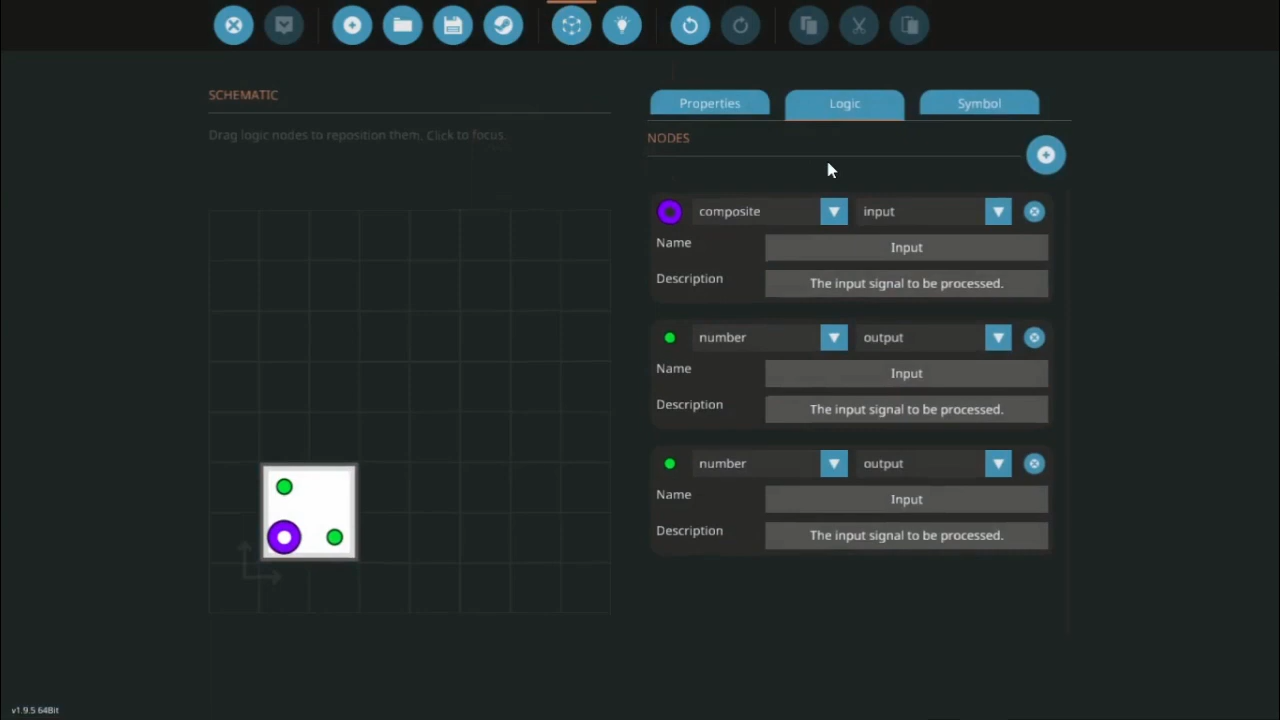 SCHEMATIC
Drag logic nodes to reposition them. Click to focus.
Properties
Logic
Symbol
NODES
composite
input
Name
Input
Description
The input signal to be processed.
number
output
Name
Input
Description
The input signal to be processed.
number
output
Name
Input
Description
The input signal to be processed.
v1.9.5 64Bit